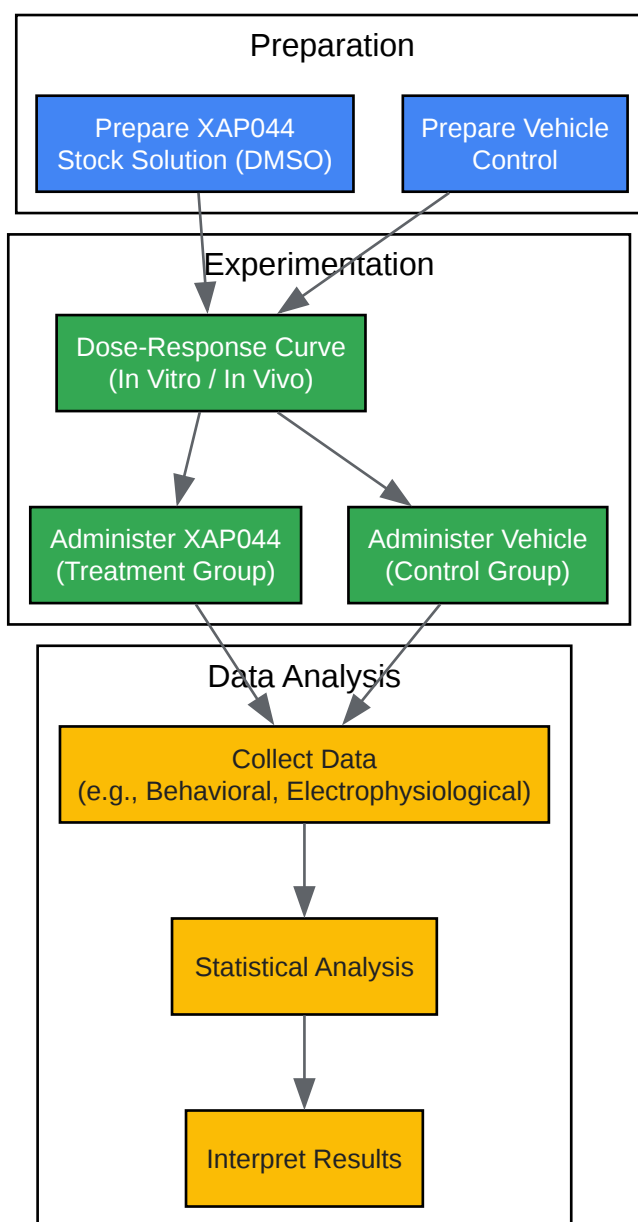 Preparation
Prepare XAP044
Stock Solution (DMSO)
Prepare Vehicle
Control
Experimentation
Dose-Response Curve
(In Vitro / In Vivo)
Administer XAP044
(Treatment Group)
Administer Vehicle
(Control Group)
Data Analysis
Collect Data
(e.g., Behavioral, Electrophysiological)
Statistical Analysis
Interpret Results